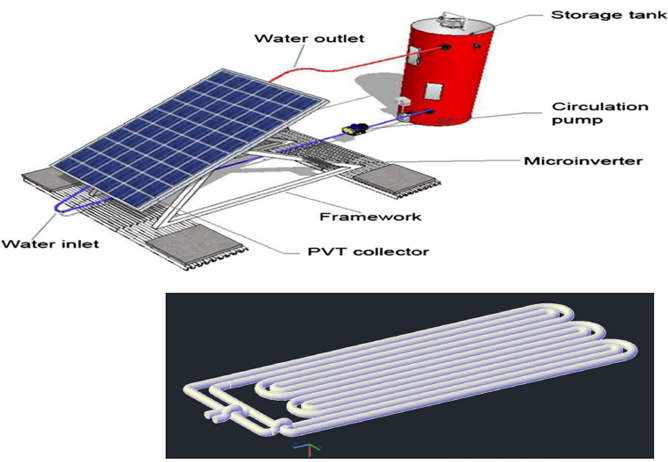 Storage tank
Water outlet
Circulation
pump
Microinverter
Framework
Water inlet
PVT collector